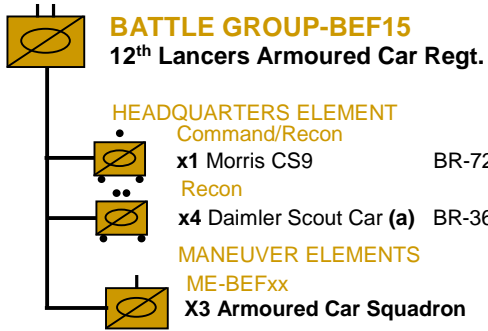 BATTLE GROUP-BEF15
12th Lancers Armoured Car Regt.
HEADQUARTERS ELEMENT
Command/Recon
x1 Morris CS9 BR-72
Recon
x4 Daimler Scout Car (a) BR-36
MANEUVER ELEMENTS
ME-BEFxx
X3 Armoured Car Squadron